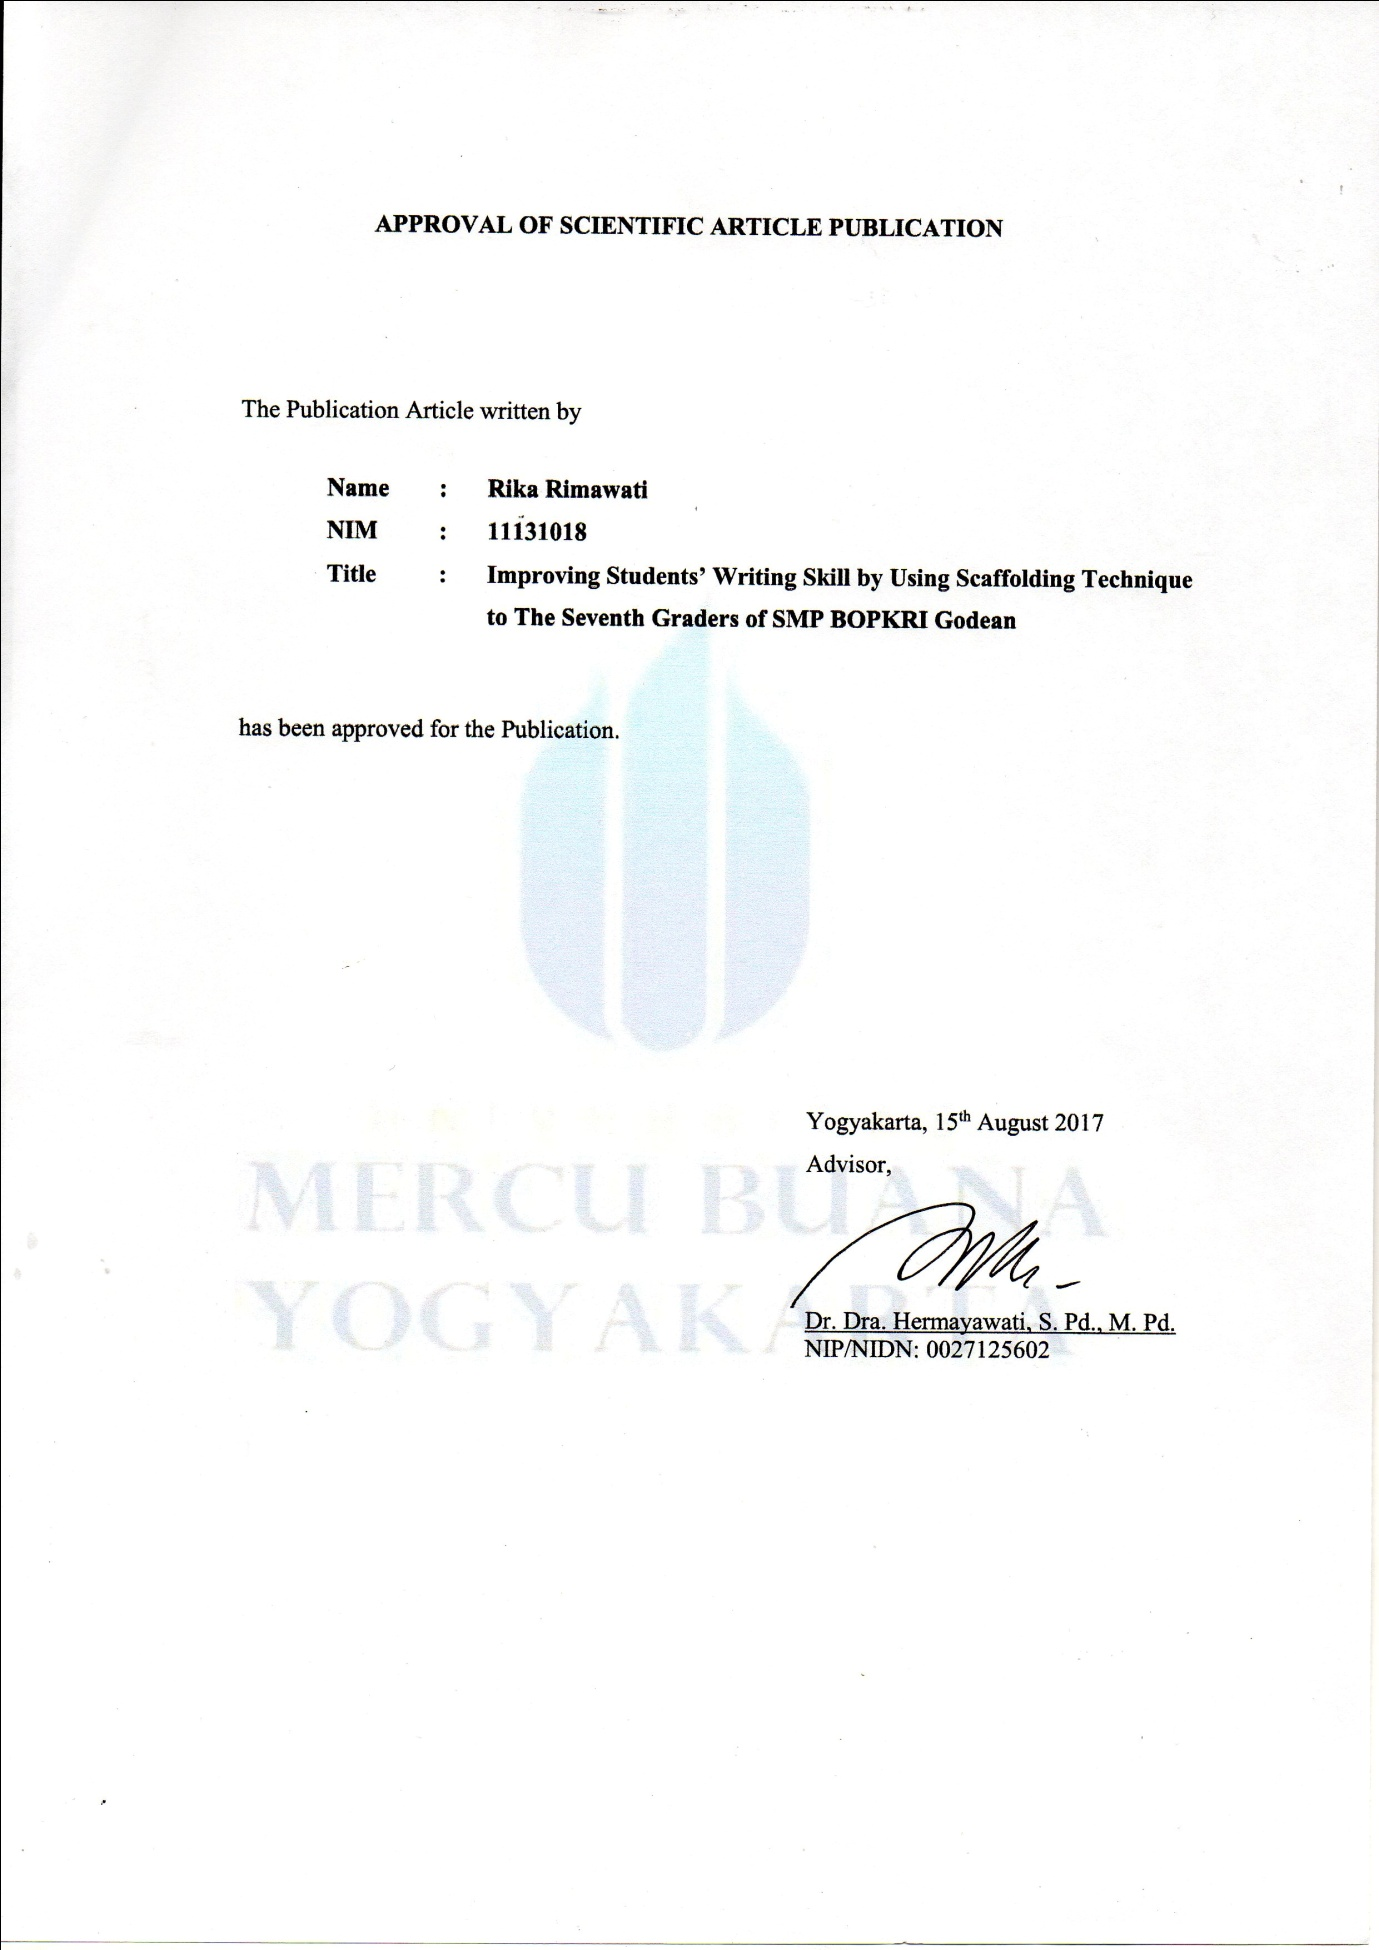 APPROVAL OF SCIENTIFIC ARTICLE PUBLICATION
The Publication Article written by
Name : Rika Rimawati
NIM : 11131018
Title : Improving Students’ Writing Skill by Using Scaffolding Technique
to The Seventh Graders of SMP BOPKRI Godean
has been approved for the Publication.
Yogyakarta, 15th August 2017
Advisor,
MERCU BUANA
YOGYAKARTA
Dr. Dra. Hermayawati, S. Pd., M. Pd.
NIP/NIDN: 0027125602